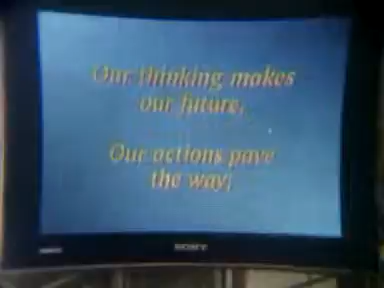 Our thinking makes
our future,
Our actions pave
the way;
SONY